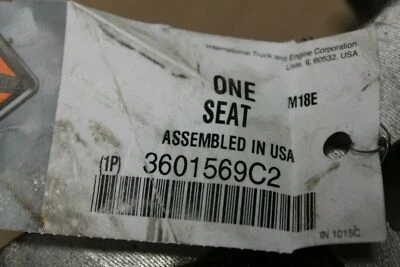 International Truck and Engine Corporation
Lisle, IL 60532, USA
ONE
M18E
SEAT
ASSEMBLED IN USA
(1P) 3601569C2
IN 1015C